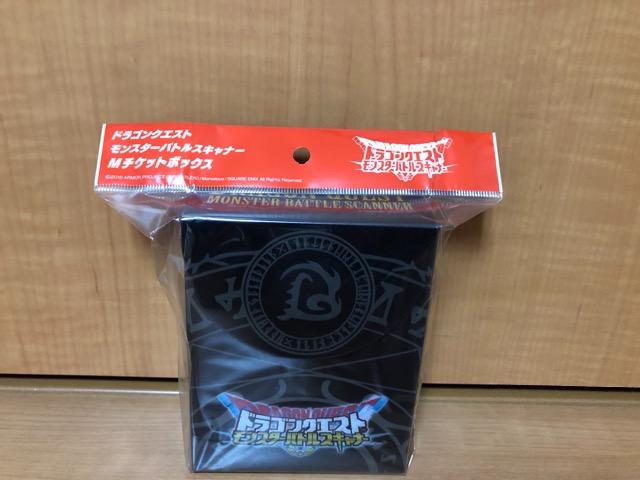 ドラゴンクエスト
モンスターバトルスキャナー
Mチケットボックス
ドラゴンクエスト
モンスターバトルスキャナー
MONSTER BATTLE SCANNER
DRAGON QUEST
ドラゴンクエスト
モンスターバトルスキャナー